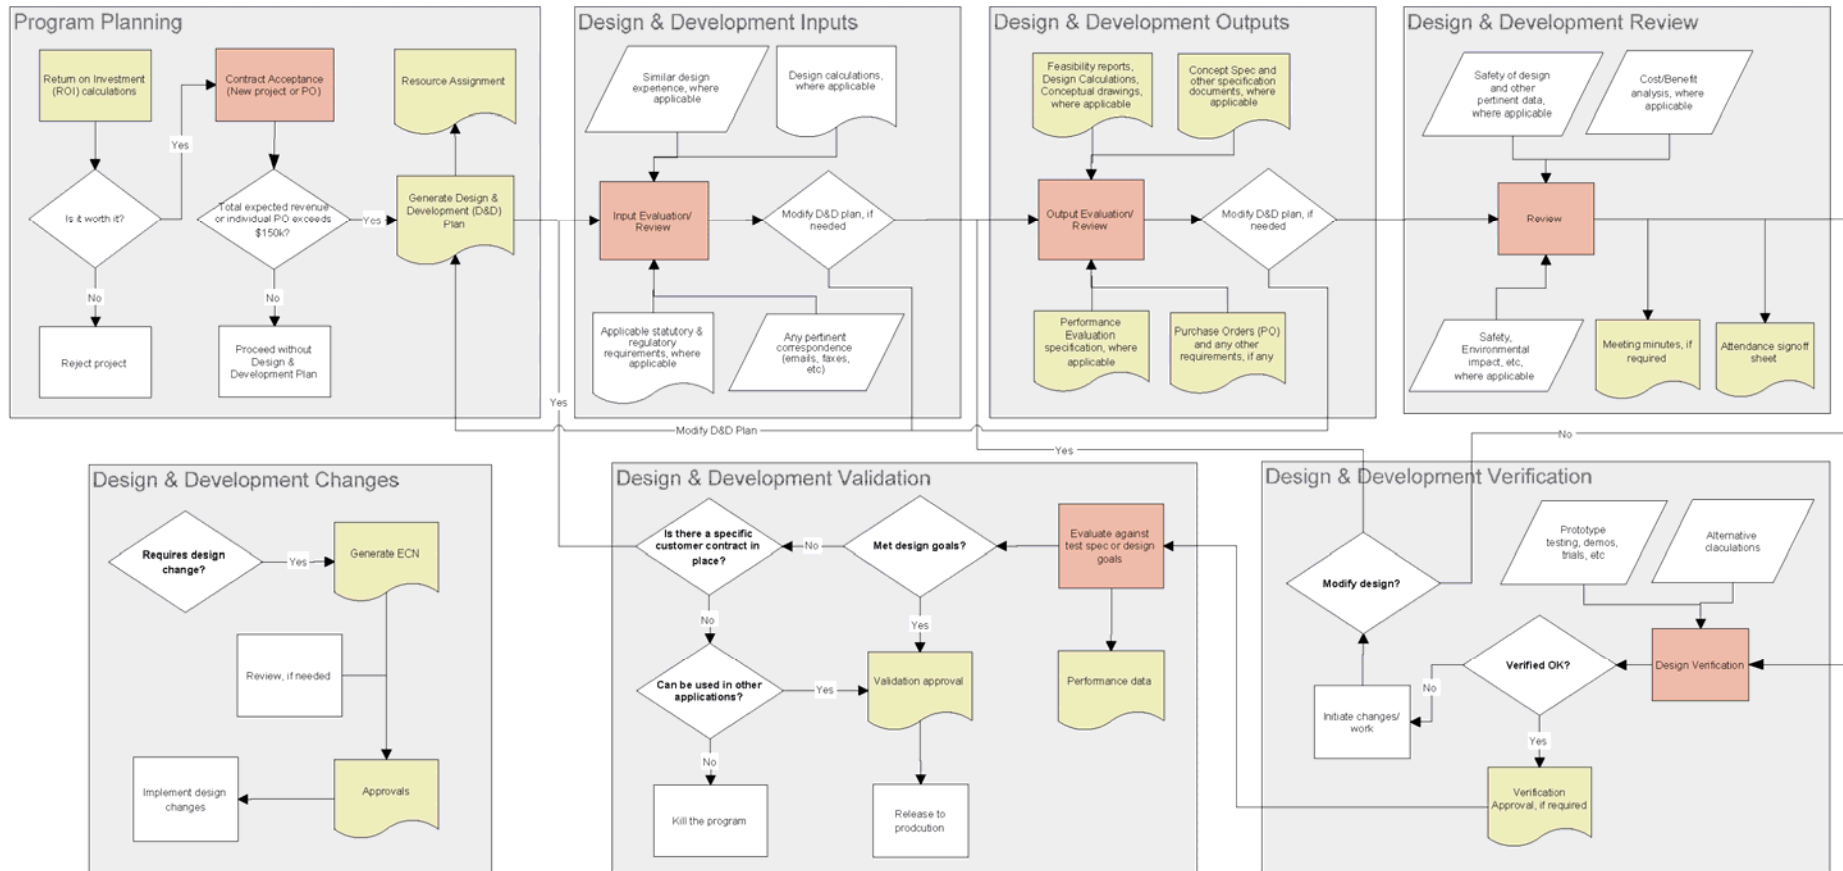 Program Planning
Return on Investment
(ROI) calculations
Contract Acceptance
(New project or PO)
Resource Assignment
Yes
Is it worth it?
Total expected revenue
or individual PO exceeds
$150k?
Yes
Generate Design &
Development (D&D)
Plan
No
No
Reject project
Proceed without
Design &
Development Plan
Design & Development Inputs
Similar design
experience, where
applicable
Design calculations,
where applicable
Input Evaluation/
Review
Modify D&D plan, if
needed
Applicable statutory &
regulatory
requirements, where
applicable
Any pertinent
correspondence
(emails, faxes,
etc)
Design & Development Outputs
Feasibility reports,
Design Calculations,
Conceptual drawings,
where applicable
Concept Spec and
other specification
documents, where
applicable
Output Evaluation/
Review
Modify D&D plan, if
needed
Performance
Evaluation
specification, where
applicable
Purchase Orders (PO)
and any other
requirements, if any
Design & Development Review
Safety of design
and other
pertinent data,
where applicable
Cost/Benefit
analysis, where
applicable
Review
Safety,
Environmental
impact, etc,
where applicable
Meeting minutes, if
required
Attendance signoff
sheet
Yes
Modify D&D Plan
Yes
No
Design & Development Changes
Requires design
change?
Yes
Generate ECN
Review, if needed
Implement design
changes
Approvals
Design & Development Validation
Is there a specific
customer contract in
place?
No
Met design goals?
Evaluate against
test spec or design
goals
No
Yes
Can be used in other
applications?
Yes
Validation approval
Performance data
No
Kill the program
Release to
prodcution
Design & Development Verification
Prototype
testing, demos,
trials, etc
Alternative
claculations
Modify design?
Verified OK?
Design Verification
No
Initiate changes/
work
Yes
Verification
Approval, if required